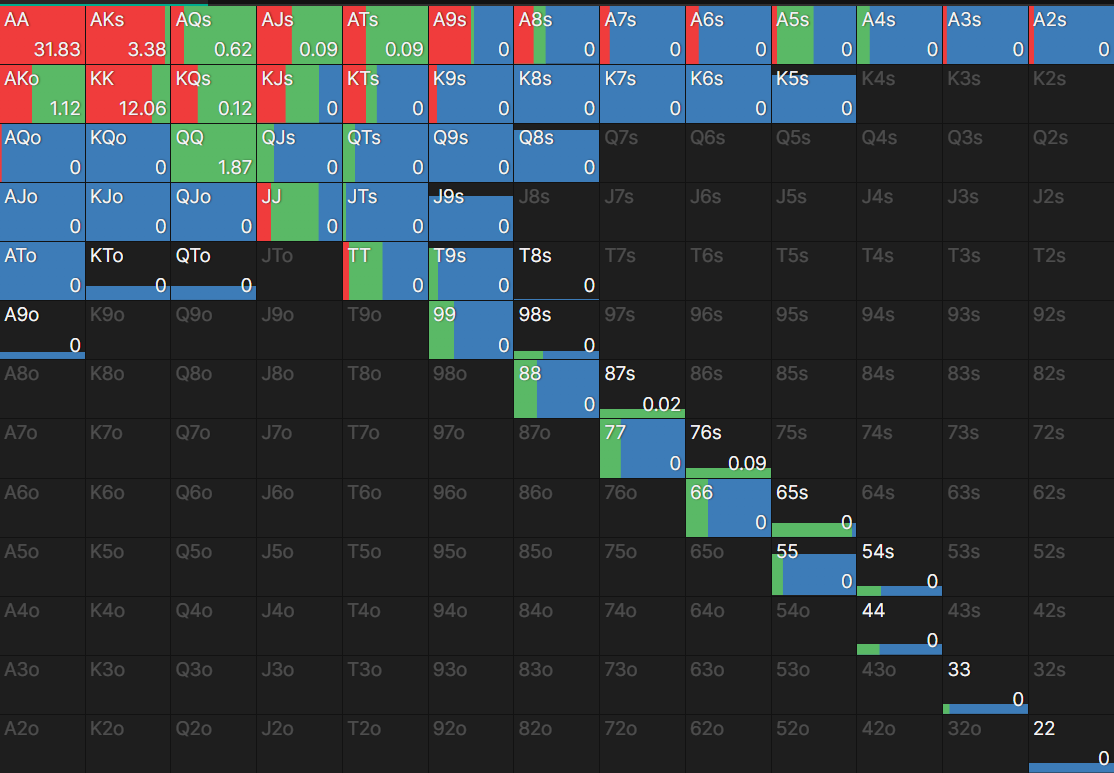 AA AKs AQs AJs ATs A9s A8s A7s A6s A5s A4s A3s A2s
31.83 3.38 0.62 0.09 0.09 0 0 0 0 0 0 0 0
AKo KK KQs KJs KTs K9s K8s K7s K6s K5s K4s K3s K2s
1.12 12.06 0.12 0 0 0 0 0 0 0
AQo KQo QQ QJs QTs Q9s Q8s Q7s Q6s Q5s Q4s Q3s Q2s
0 0 1.87 0 0 0 0
AJo KJo QJo JJ JTs J9s J8s J7s J6s J5s J4s J3s J2s
0 0 0 0 0 0
ATo KTo QTo JTo TT T9s T8s T7s T6s T5s T4s T3s T2s
0 0 0 0 0 0
A9o K9o Q9o J9o T9o 99 98s 97s 96s 95s 94s 93s 92s
0 0 0
A8o K8o Q8o J8o T8o 98o 88 87s 86s 85s 84s 83s 82s
0 0.02
A7o K7o Q7o J7o T7o 97o 87o 77 76s 75s 74s 73s 72s
0 0.09
A6o K6o Q6o J6o T6o 96o 86o 76o 66 65s 64s 63s 62s
0 0
A5o K5o Q5o J5o T5o 95o 85o 75o 65o 55 54s 53s 52s
0 0
A4o K4o Q4o J4o T4o 94o 84o 74o 64o 54o 44 43s 42s
0
A3o K3o Q3o J3o T3o 93o 83o 73o 63o 53o 43o 33 32s
0
A2o K2o Q2o J2o T2o 92o 82o 72o 62o 52o 42o 32o 22
0